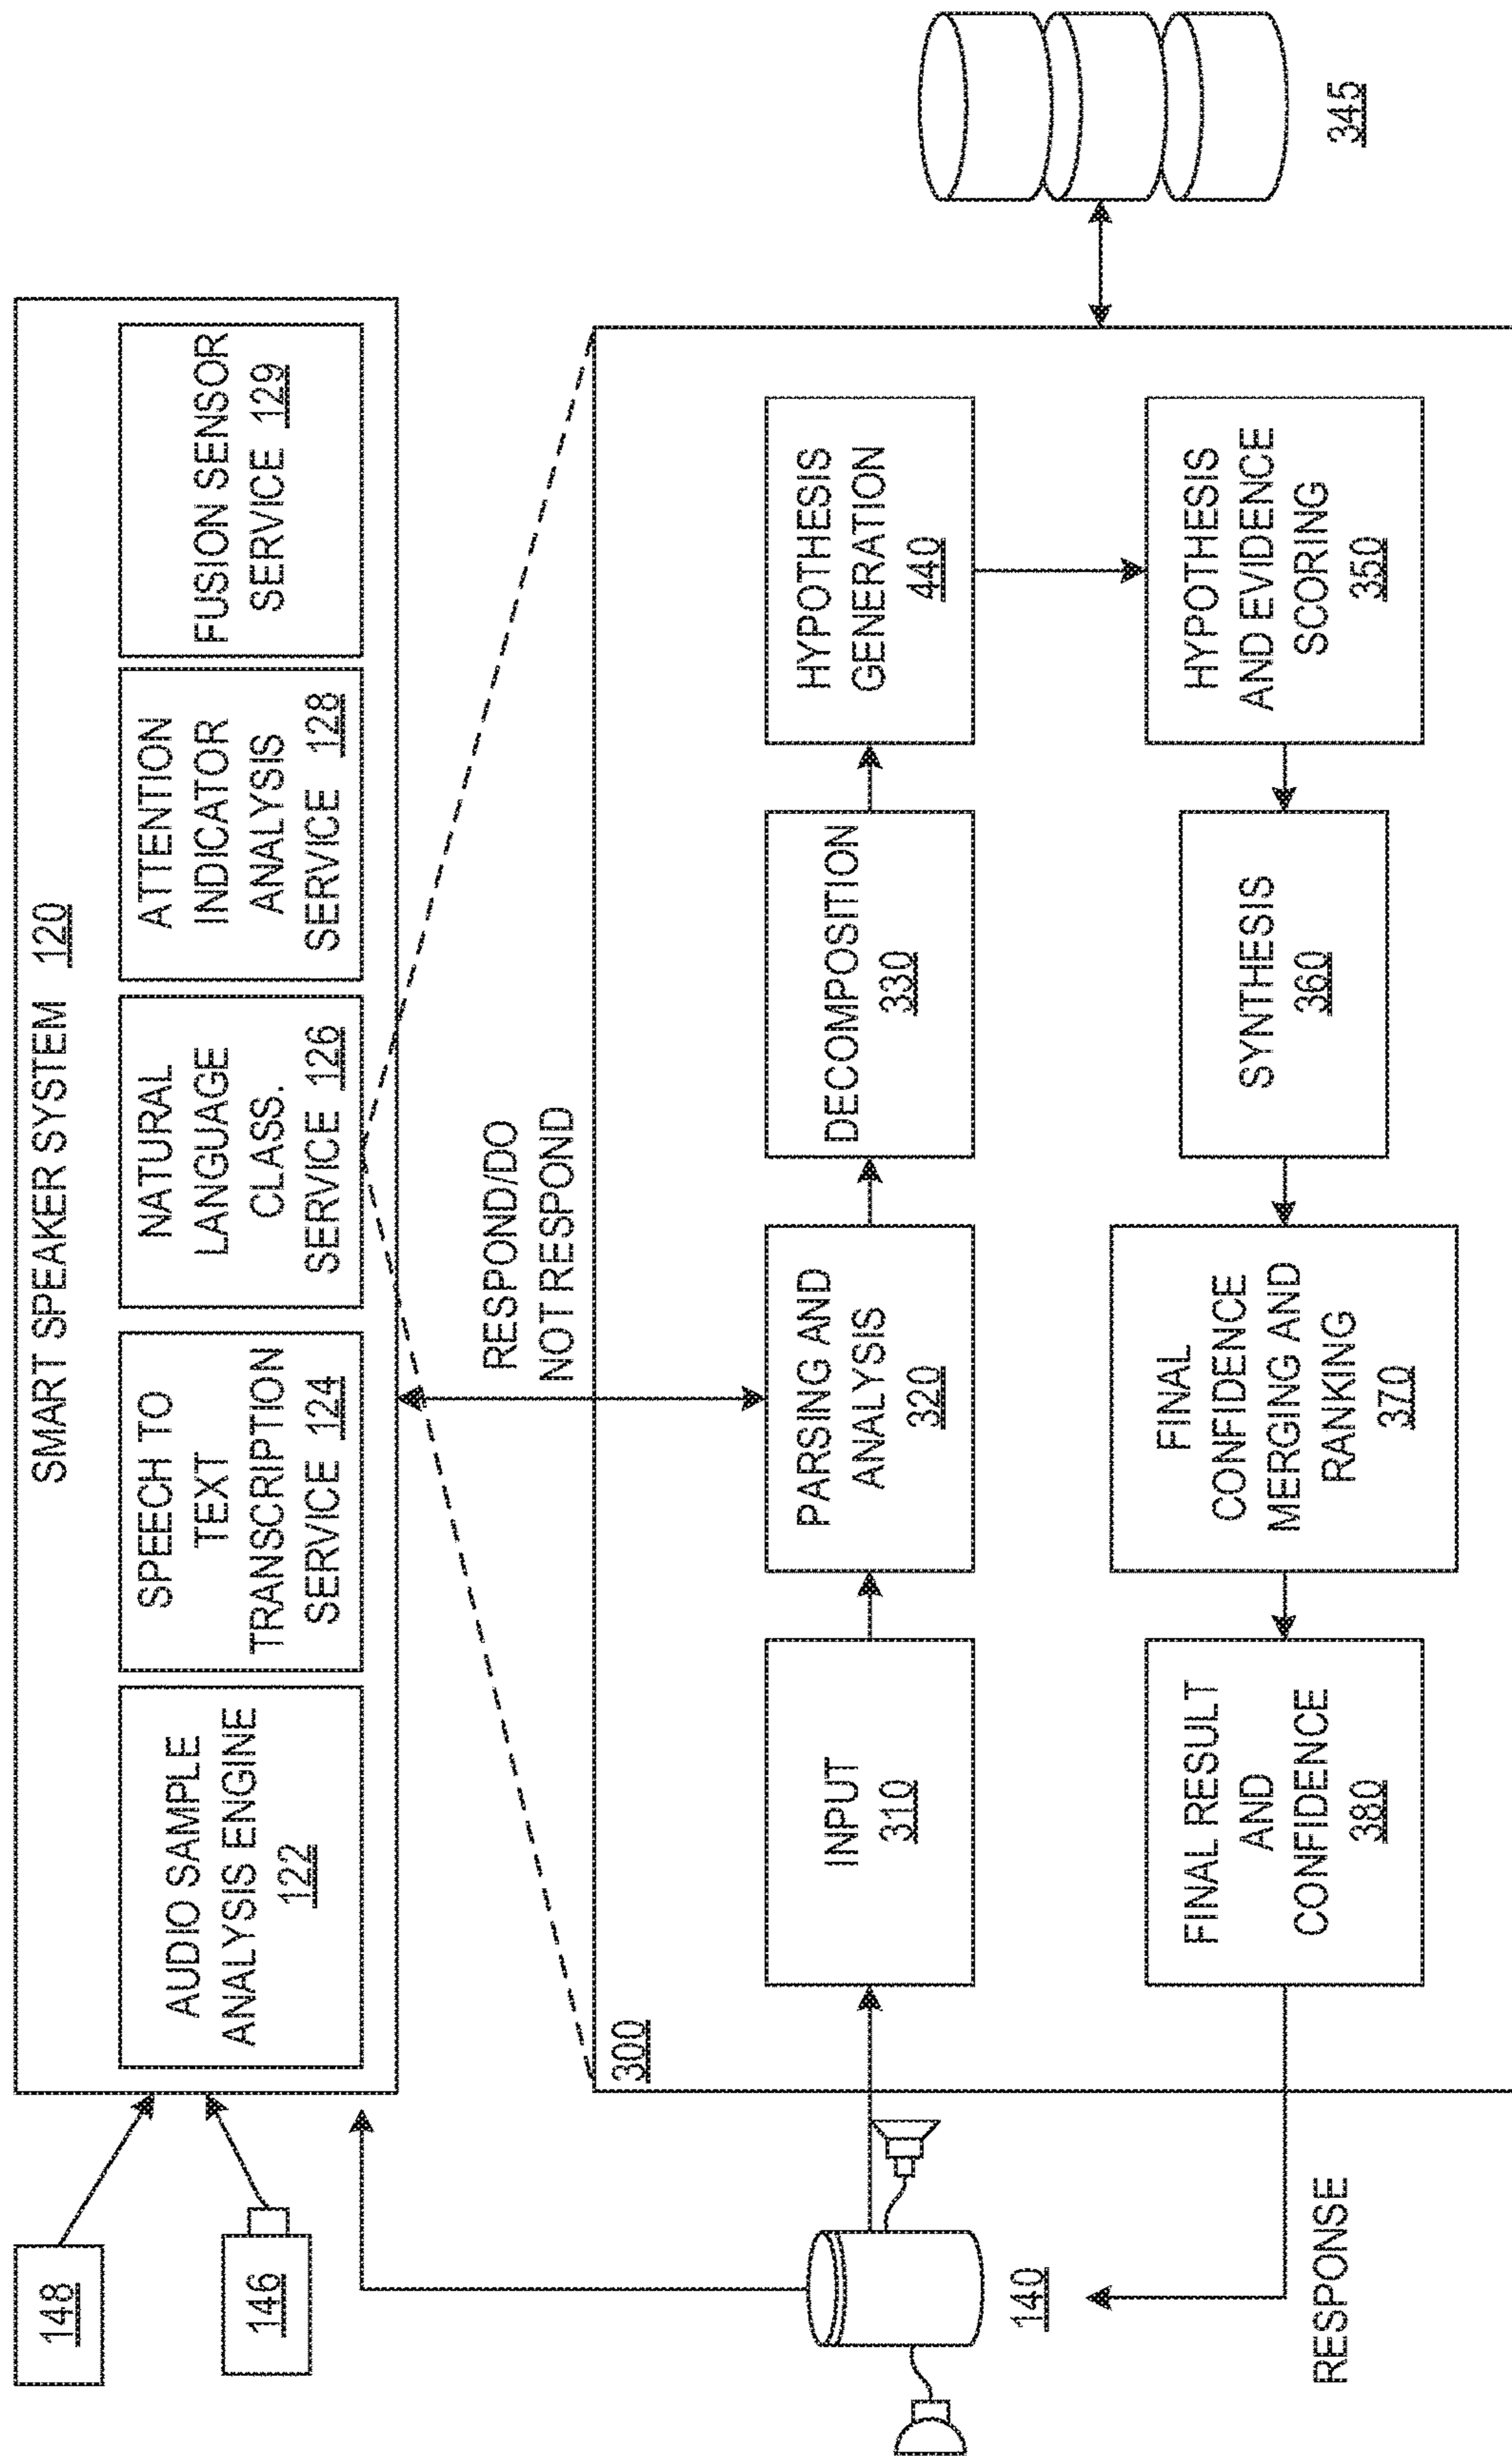 SMART SPEAKER SYSTEM 120
148
146
AUDIO SAMPLE
ANALYSIS ENGINE
122
SPEECH TO
TEXT
TRANSCRIPTION
SERVICE 124
NATURAL
LANGUAGE
CLASS.
SERVICE 126
ATTENTION
INDICATOR
ANALYSIS
SERVICE 128
FUSION SENSOR
SERVICE 129
RESPOND/DO
NOT RESPOND
300
140
INPUT
310
PARSING AND
ANALYSIS
320
DECOMPOSITION
330
HYPOTHESIS
GENERATION
440
345
FINAL RESULT
AND
CONFIDENCE
380
FINAL
CONFIDENCE
MERGING AND
RANKING
370
SYNTHESIS
360
HYPOTHESIS
AND EVIDENCE
SCORING
350
RESPONSE